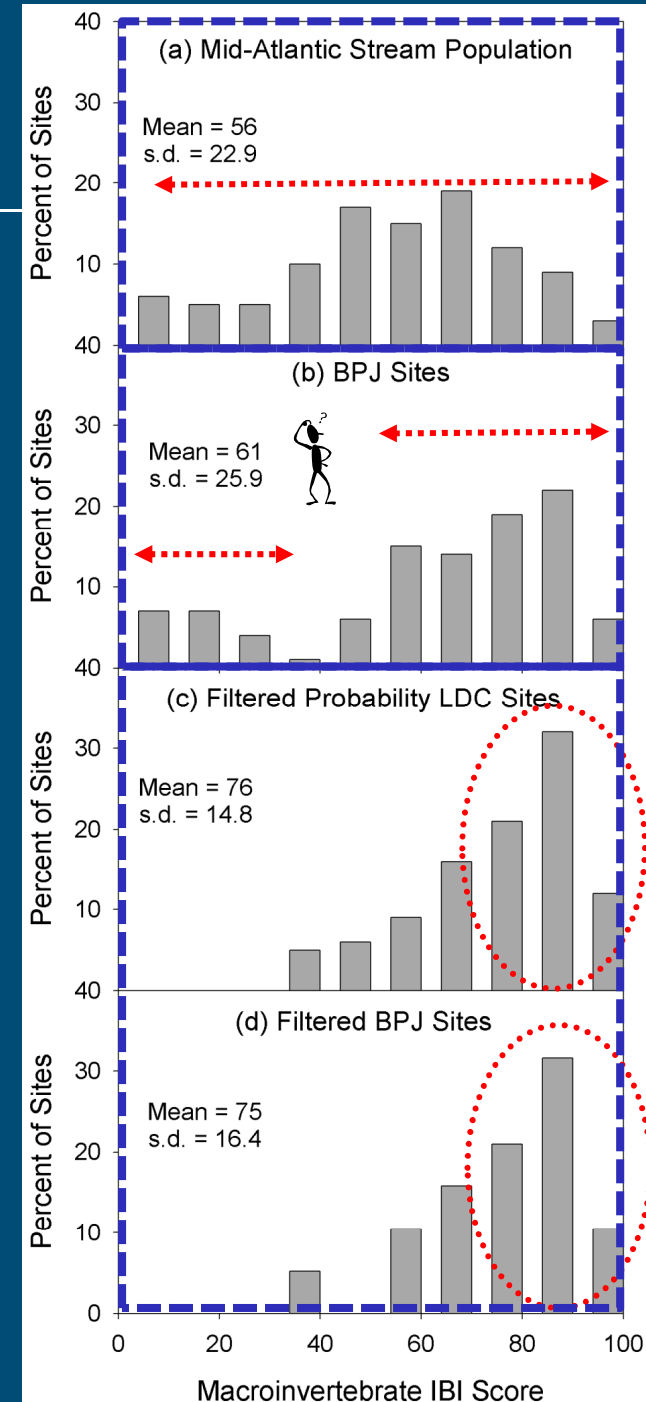 40
(a) Mid-Atlantic Stream Population
30
Mean = 56
s.d. = 22.9
20
10
Percent of Sites
40
(b) BPJ Sites
?
30
Mean = 61
s.d. = 25.9
20
10
Percent of Sites
40
(c) Filtered Probability LDC Sites
30
Mean = 76
s.d. = 14.8
20
10
Percent of Sites
40
(d) Filtered BPJ Sites
30
Mean = 75
s.d. = 16.4
20
10
0
Percent of Sites
0 20 40 60 80 100
Macroinvertebrate IBI Score